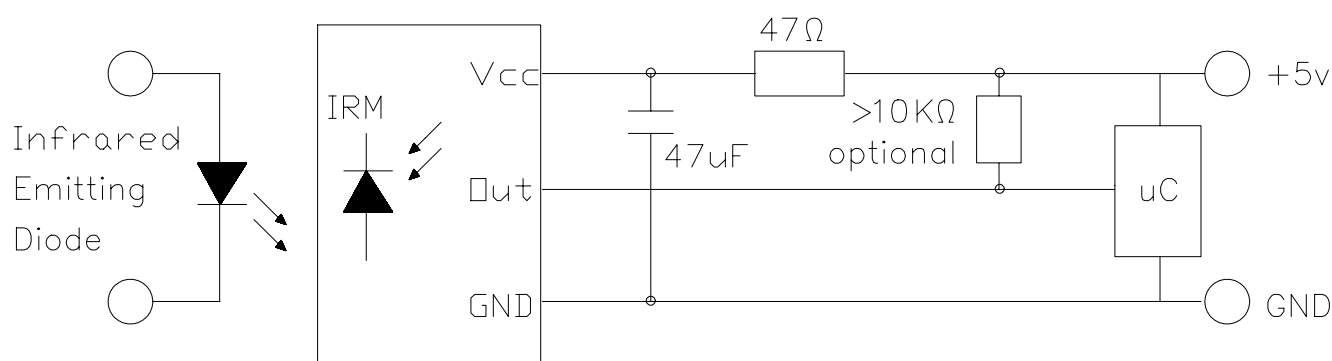 Infrared
Emitting
Diode
IRM
Vcc
Out
GND
47Ω
47uF
>10KΩ
optional
uC
+5v
GND